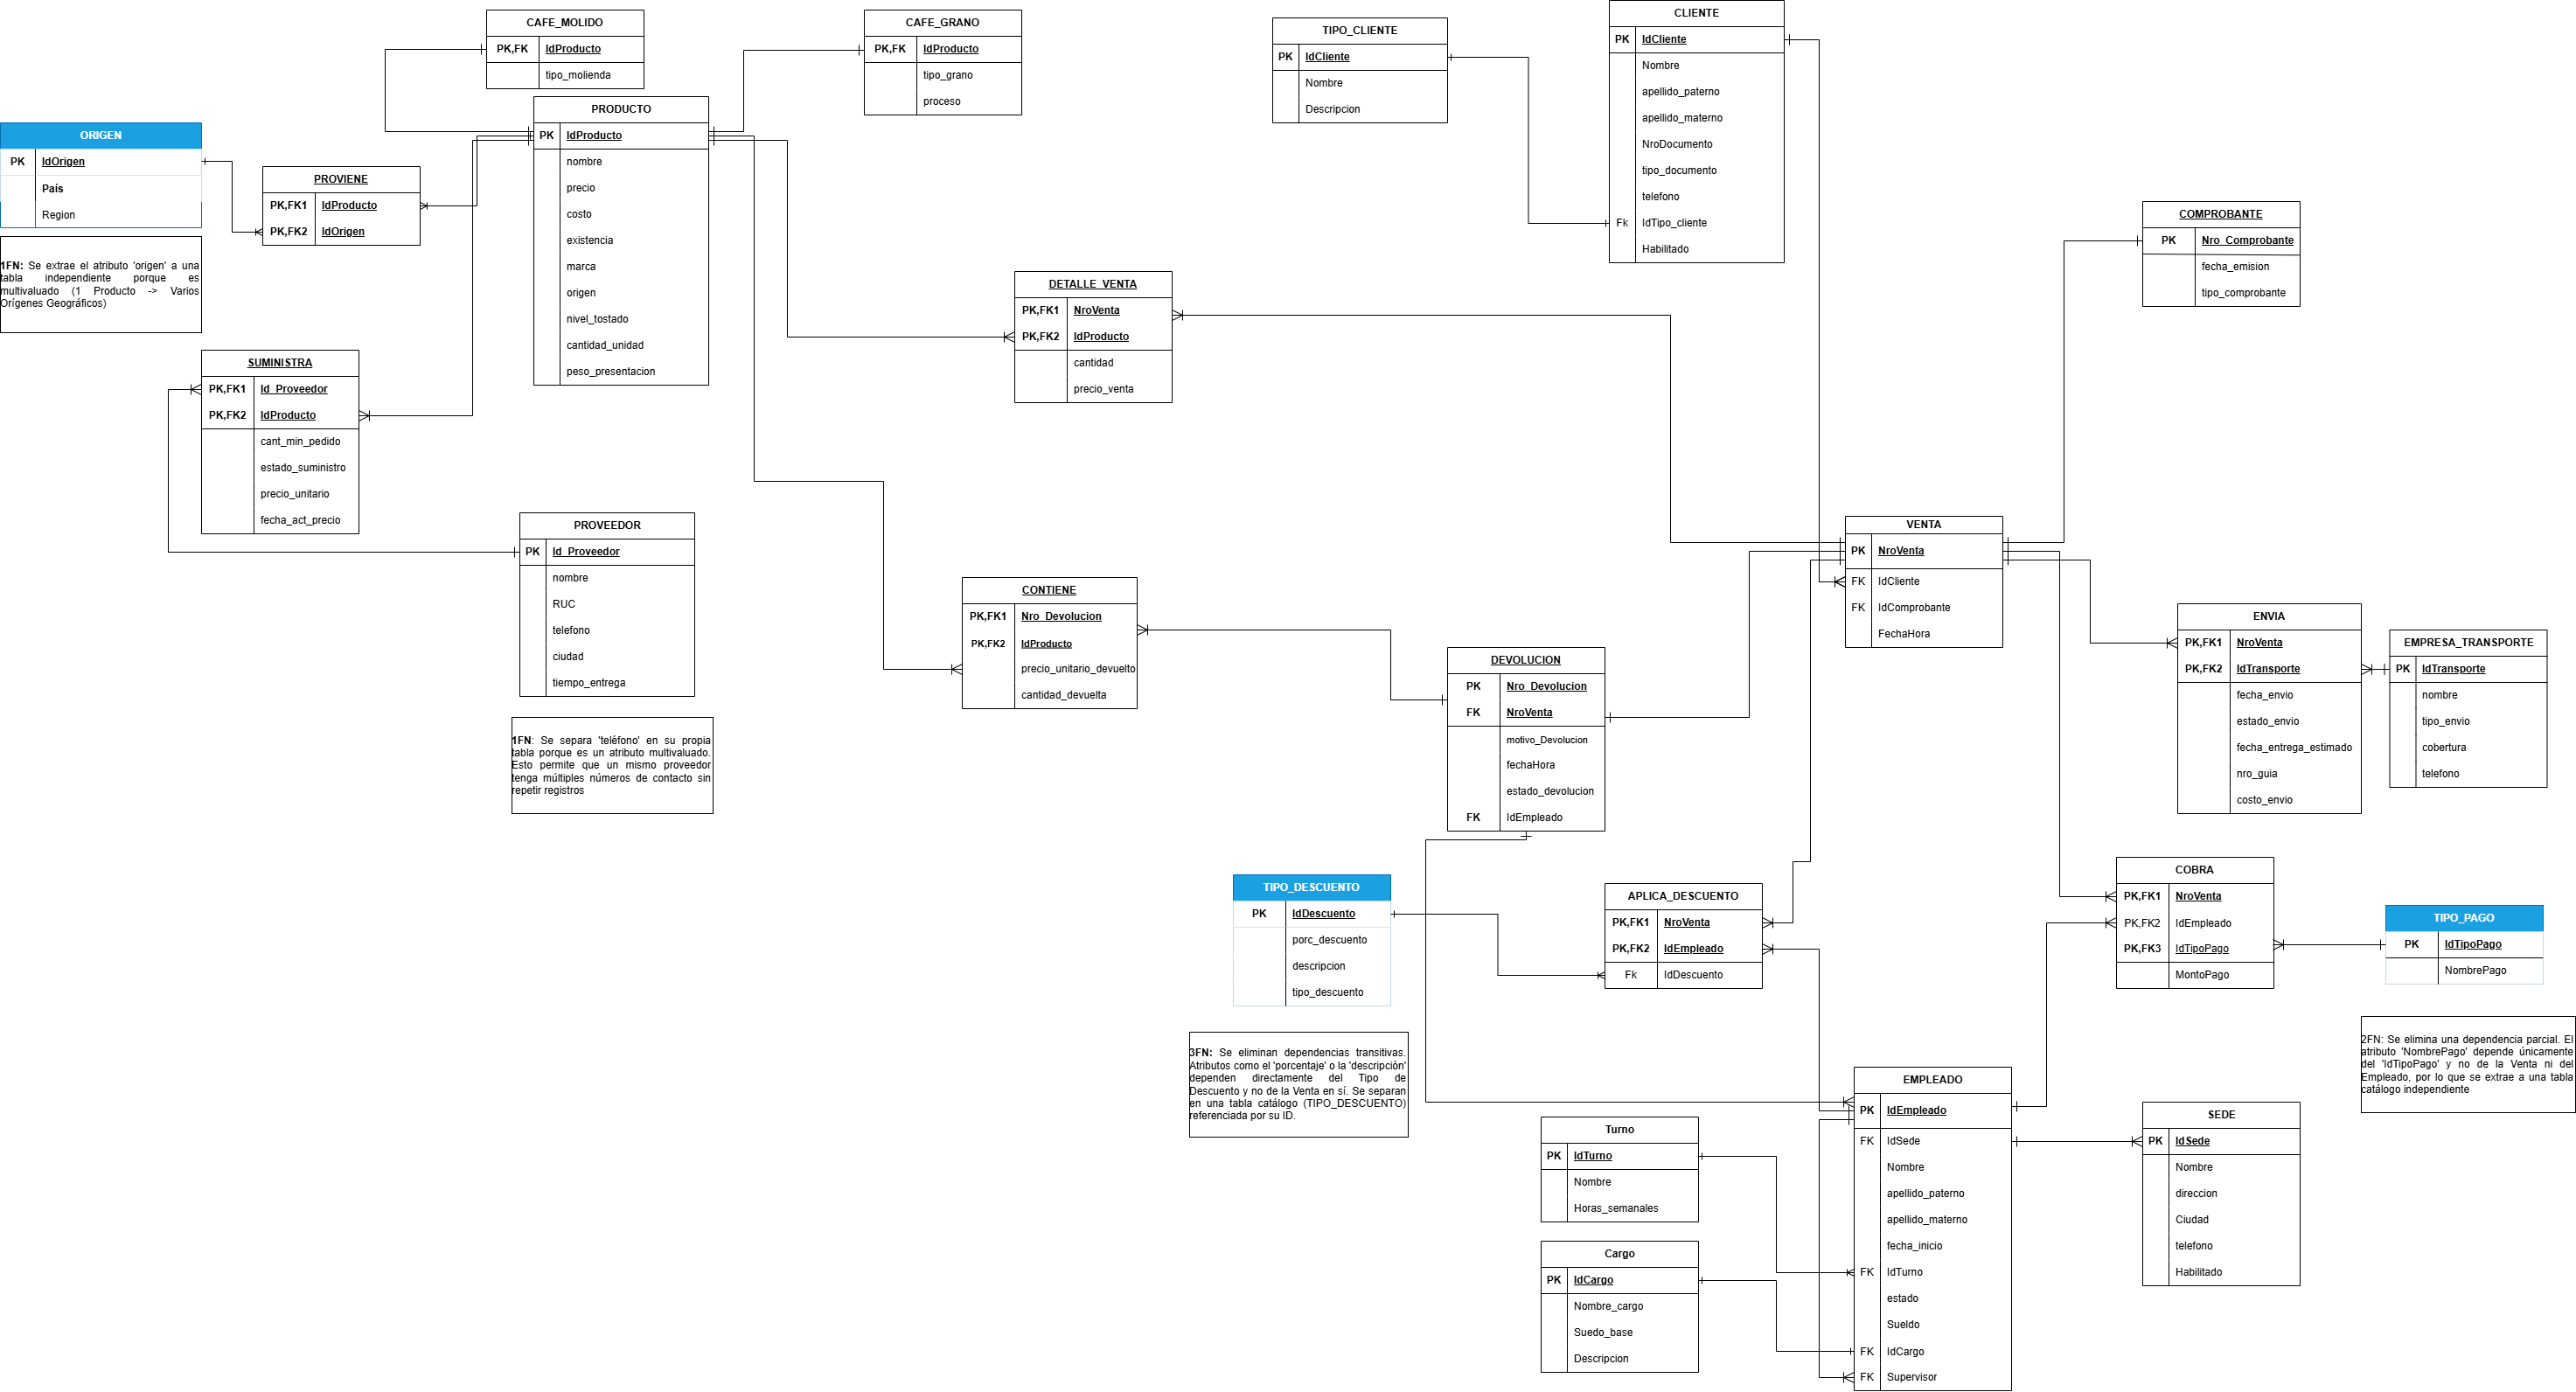 CAFE_MOLIDO
PK,FK IdProducto
tipo_molienda
CAFE_GRANO
PK,FK IdProducto
tipo_grano
proceso
TIPO_CLIENTE
PK IdCliente
Nombre
Descripcion
CLIENTE
PK IdCliente
Nombre
apellido_paterno
apellido_materno
NroDocumento
tipo_documento
telefono
Fk IdTipo_cliente
Habilitado
PRODUCTO
PK IdProducto
nombre
precio
costo
existencia
marca
origen
nivel_tostado
cantidad_unidad
peso_presentacion
ORIGEN
PK IdOrigen
País
Region
PROVIENE
PK,FK1 IdProducto
PK,FK2 IdOrigen
1FN: Se extrae el atributo 'origen' a una
tabla independiente porque es
multivaluado (1 Producto -> Varios
Orígenes Geográficos)
COMPROBANTE
PK Nro_Comprobante
fecha_emision
tipo_comprobante
DETALLE_VENTA
PK,FK1 NroVenta
PK,FK2 IdProducto
cantidad
precio_venta
SUMINISTRA
PK,FK1 Id_Proveedor
PK,FK2 IdProducto
cant_min_pedido
estado_suministro
precio_unitario
fecha_act_precio
PROVEEDOR
PK Id_Proveedor
nombre
RUC
telefono
ciudad
tiempo_entrega
1FN: Se separa 'teléfono' en su propia
tabla porque es un atributo multivaluado.
Esto permite que un mismo proveedor
tenga múltiples números de contacto sin
repetir registros
VENTA
PK NroVenta
FK IdCliente
FK IdComprobante
FechaHora
CONTIENE
PK,FK1 Nro_Devolucion
PK,FK2 IdProducto
precio_unitario_devuelto
cantidad_devuelta
DEVOLUCION
PK Nro_Devolucion
FK NroVenta
motivo_Devolucion
fechaHora
estado_devolucion
FK IdEmpleado
ENVIA
PK,FK1 NroVenta
PK,FK2 IdTransporte
fecha_envio
estado_envio
fecha_entrega_estimado
nro_guia
costo_envio
EMPRESA_TRANSPORTE
PK IdTransporte
nombre
tipo_envio
cobertura
telefono
TIPO_DESCUENTO
PK IdDescuento
porc_descuento
descripcion
tipo_descuento
APLICA_DESCUENTO
PK,FK1 NroVenta
PK,FK2 IdEmpleado
Fk IdDescuento
COBRA
PK,FK1 NroVenta
PK,FK2 IdEmpleado
PK,FK3 IdTipoPago
MontoPago
TIPO_PAGO
PK IdTipoPago
NombrePago
3FN: Se eliminan dependencias transitivas.
Atributos como el 'porcentaje' o la 'descripción'
dependen directamente del Tipo de
Descuento y no de la Venta en sí. Se separan
en una tabla catálogo (TIPO_DESCUENTO)
referenciada por su ID.
2FN: Se elimina una dependencia parcial. El
atributo 'NombrePago' depende únicamente
del 'IdTipoPago' y no de la Venta ni del
Empleado, por lo que se extrae a una tabla
catálogo independiente
EMPLEADO
PK IdEmpleado
FK IdSede
Nombre
apellido_paterno
apellido_materno
fecha_inicio
FK IdTurno
estado
Sueldo
FK IdCargo
FK Supervisor
SEDE
PK IdSede
Nombre
direccion
Ciudad
telefono
Habilitado
Turno
PK IdTurno
Nombre
Horas_semanales
Cargo
PK IdCargo
Nombre_cargo
Suedo_base
Descripcion